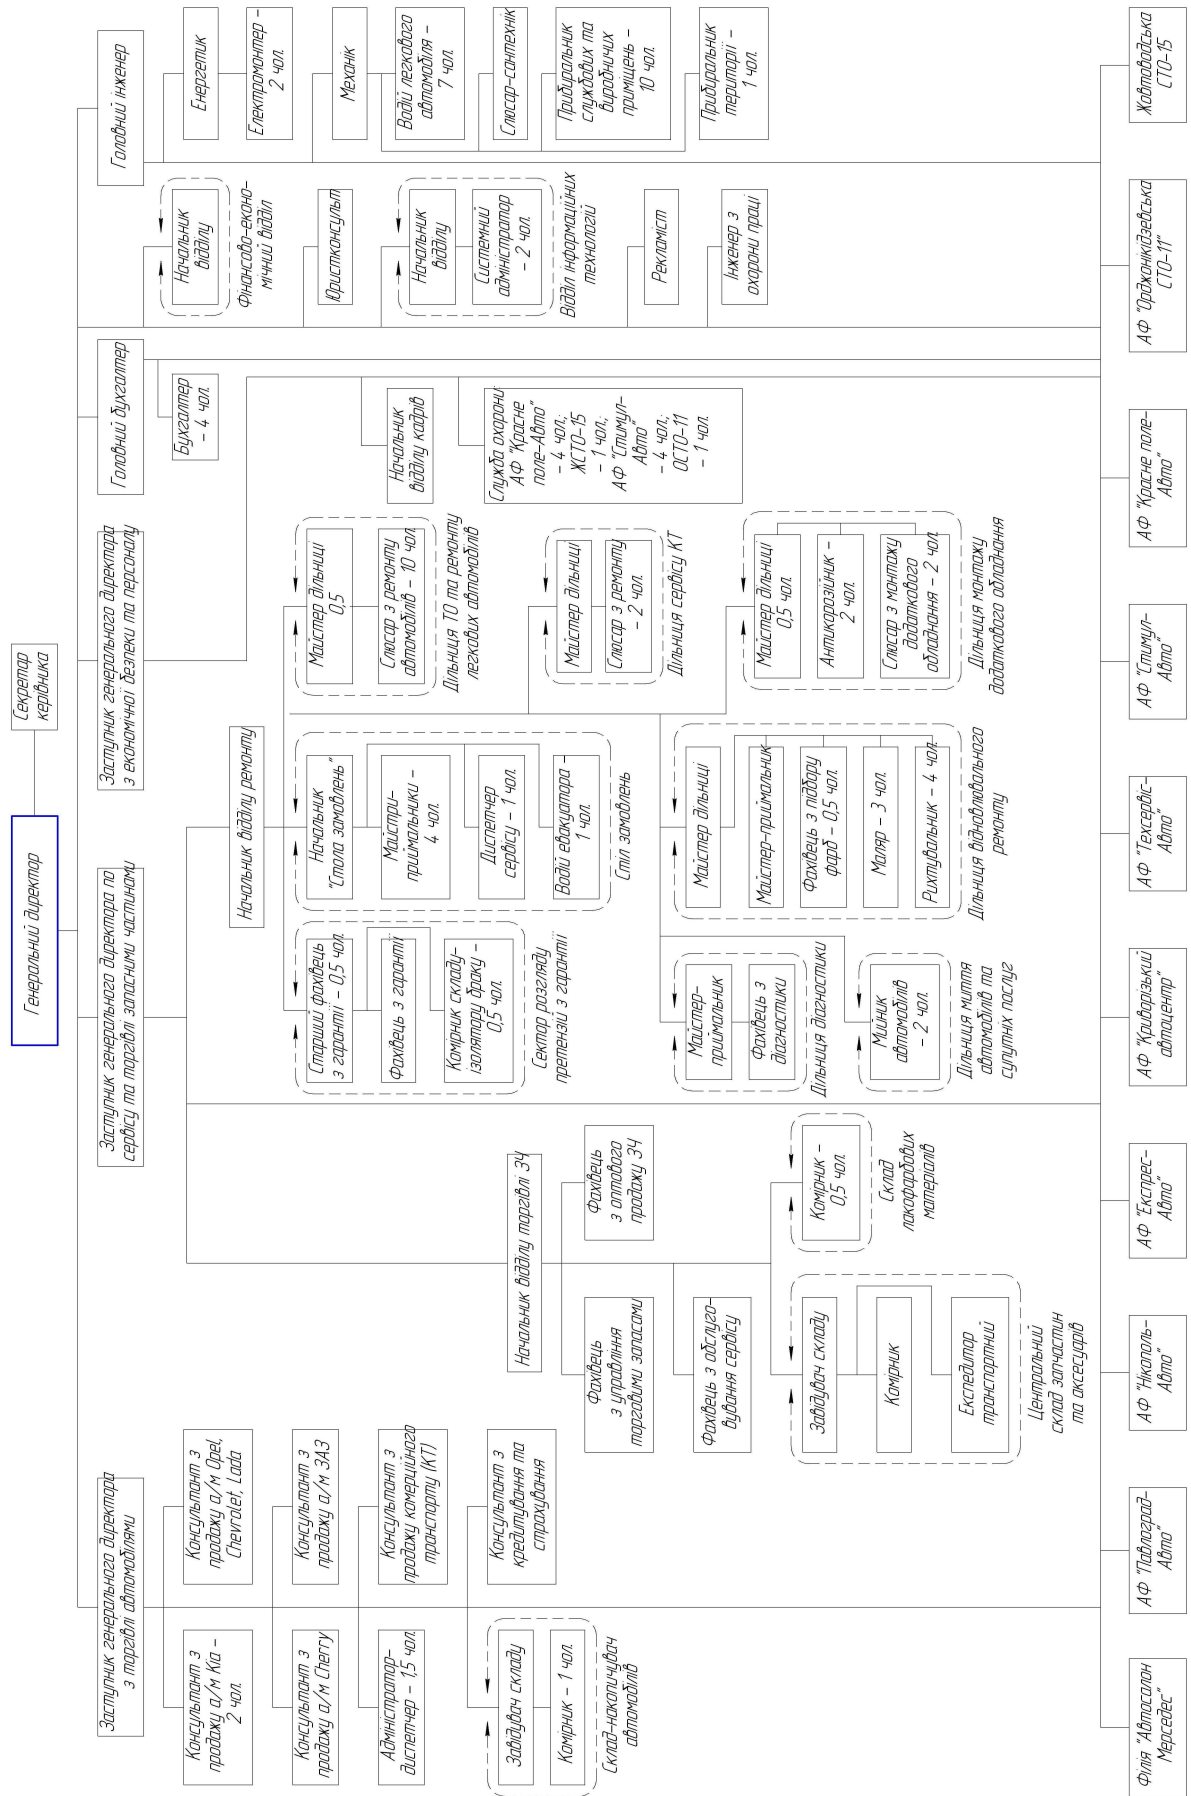 Генеральний директор
Секретар
керівника
Заступник генерального директора
з торгівлі автомобілями
Заступник генерального директора по
сервісу та торгівлі запасними частинами
Заступник генерального директора
з економічної безпеки та персоналу
Головний бухгалтер
Головний інженер
Консультант з
продажу а/м Kia –
2 чол.
Консультант з
продажу а/м Opel,
Chevrolet, Lada
Консультант з
продажу а/м Cherry
Консультант з
продажу а/м ЗАЗ
Адміністратор-
диспетчер – 1,5 чол.
Консультант з
продажу комерційного
транспорту (КТ)
Консультант з
кредитування та
страхування
Завідувач складу
Комірник – 1 чол.
Склад-накопичувач
автомобілів
Начальник відділу торгівлі ЗЧ
Фахівець
з управління
торговими запасами
Фахівець
з оптового
продажу ЗЧ
Фахівець з обслуго-
вування сервісу
Завідувач складу
Комірник
Експедитор
транспортний
Центральний
склад запчастин
та аксесуарів
Комірник –
0,5 чол.
Склад
лакофарбових
матеріалів
Начальник відділу ремонту
Старший фахівець
з гарантії – 0,5 чол.
Фахівець з гарантії
Комірник складу-
ізолятору браку –
0,5 чол.
Сектор розгляду
претензій з гарантії
Начальник
"Стола замовлень"
Майстри-
приймальники –
4 чол.
Диспетчер
сервісу – 1 чол.
Водій евакуатора –
1 чол.
Стіл замовлень
Майстер дільниці
0,5
Слюсар з ремонту
автомобілів – 10 чол.
Дільниця ТО та ремонту
легкових автомобілів
Майстер дільниці
Слюсар з ремонту
– 2 чол.
Дільниця сервісу КТ
Майстер дільниці
0,5 чол.
Антикорозійник –
2 чол.
Слюсар з монтажу
додаткового
обладнання – 2 чол.
Дільниця монтажу
додаткового обладнання
Майстер-
приймальник
Фахівець з
діагностики
Дільниця діагностики
Мийник
автомобілів
– 2 чол.
Дільниця миття
автомобілів та
супутніх послуг
Майстер дільниці
Майстер-приймальник
Фахівець з підбору
фарб – 0,5 чол.
Маляр – 3 чол.
Рихтувальник – 4 чол.
Дільниця відновлювального
ремонту
Начальник
відділу кадрів
Служба охорони:
АФ "Красне
поле-Авто"
– 4 чол.;
ЖСТО-15
– 1 чол.;
АФ "Стимул-
Авто"
– 4 чол.;
ОСТО-11
– 1 чол.
Бухгалтер
– 4 чол.
Начальник
відділу
Фінансово-еконо-
мічний відділ
Юристконсульт
Начальник
відділу
Системний
адміністратор
– 2 чол.
Відділ інформаційних
технологій
Рекламіст
Інженер з
охорони праці
Енергетик
Електромонтер –
2 чол.
Механік
Водій легкового
автомобіля –
7 чол.
Слюсар-сантехнік
Прибиральник
службових та
виробничих
приміщень –
10 чол.
Прибиральник
території –
1 чол.
Філія "Автосалон
Мерседес"
АФ "Павлоград-
Авто"
АФ "Нікополь-
Авто"
АФ "Експрес-
Авто"
АФ "Криворізький
автоцентр"
АФ "Техсервіс-
Авто"
АФ "Стимул-
Авто"
АФ "Красне поле-
Авто"
АФ "Орджонікідзевська
СТО-11"
Жовтоводська
СТО-15